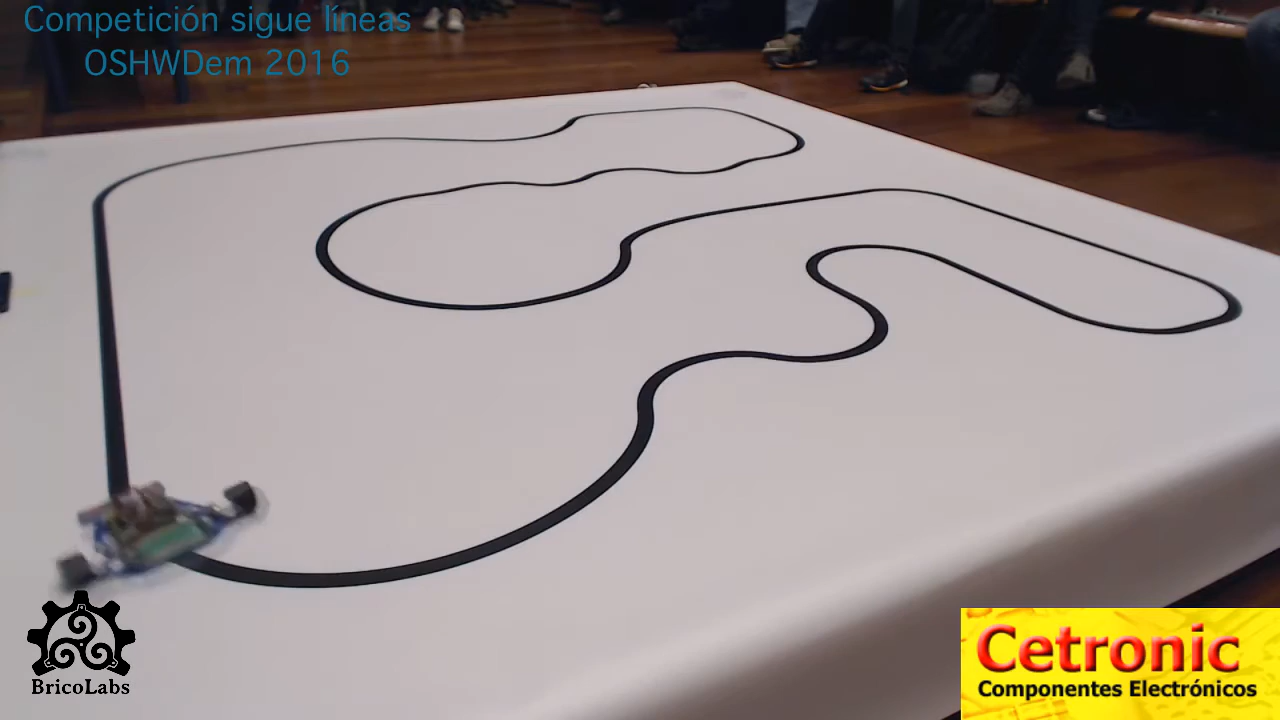 Competición sigue líneas
OSHWDem 2016
BricoLabs
Cetronic
Componentes Electrónicos